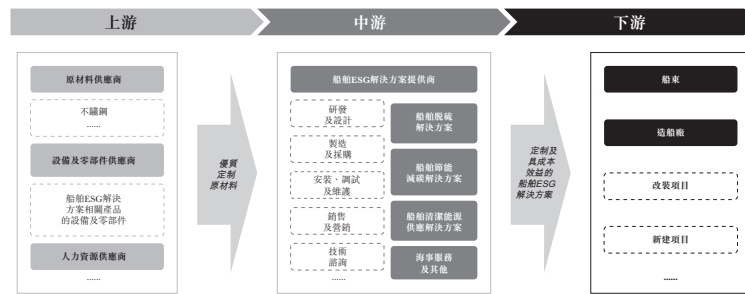 上游
中游
下游
原材料供應商
不鏽鋼
......
設備及零部件供應商
船舶ESG解決
方案相關產品
的設備及零部件
人力資源供應商
......
優質
定制
原材料
船舶ESG解決方案提供商
研發
及設計
製造
及採購
安裝、調試
及維護
銷售
及營銷
技術
諮詢
......
船舶脫硫
解決方案
船舶節能
減碳解決方案
船舶清潔能源
供應解決方案
海事服務
及其他
定制及
具成本
效益的
船舶ESG
解決方案
船東
造船廠
改裝項目
新建項目
......